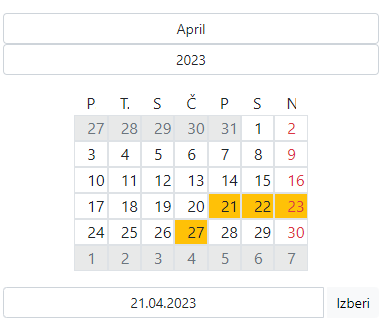 April
2023
P T. S Č P S N
27 28 29 30 31 1 2
3 4 5 6 7 8 9
10 11 12 13 14 15 16
17 18 19 20 21 22 23
24 25 26 27 28 29 30
1 2 3 4 5 6 7
21.04.2023 Izberi